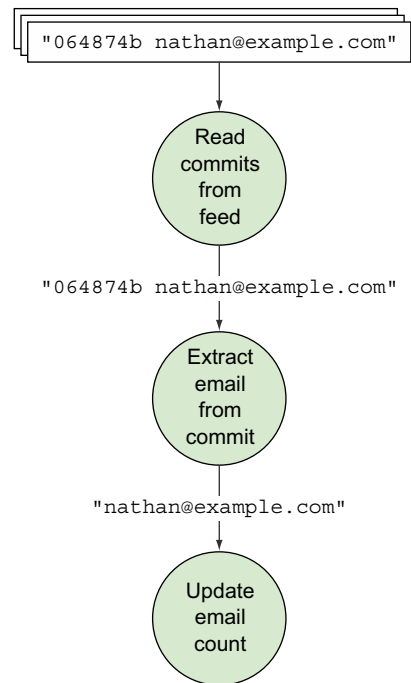 "064874b nathan@example.com"
Read
commits
from
feed
"064874b nathan@example.com"
Extract
email
from
commit
"nathan@example.com"
Update
email
count